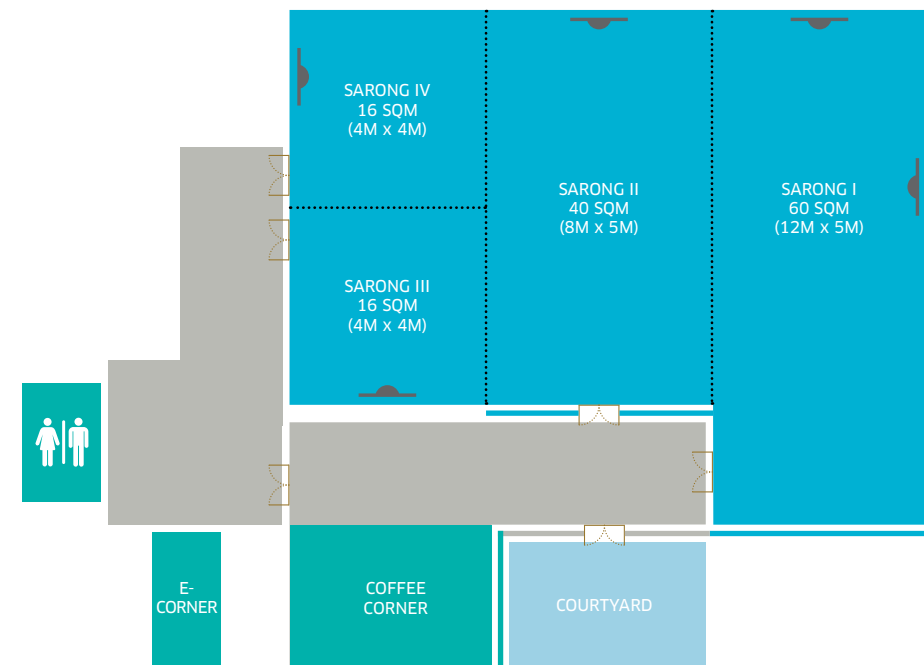 SARONG IV
16 SQM
(4M x 4M)
SARONG II
40 SQM
(8M x 5M)
SARONG I
60 SQM
(12M x 5M)
SARONG III
16 SQM
(4M x 4M)
E-
CORNER
COFFEE
CORNER
COURTYARD